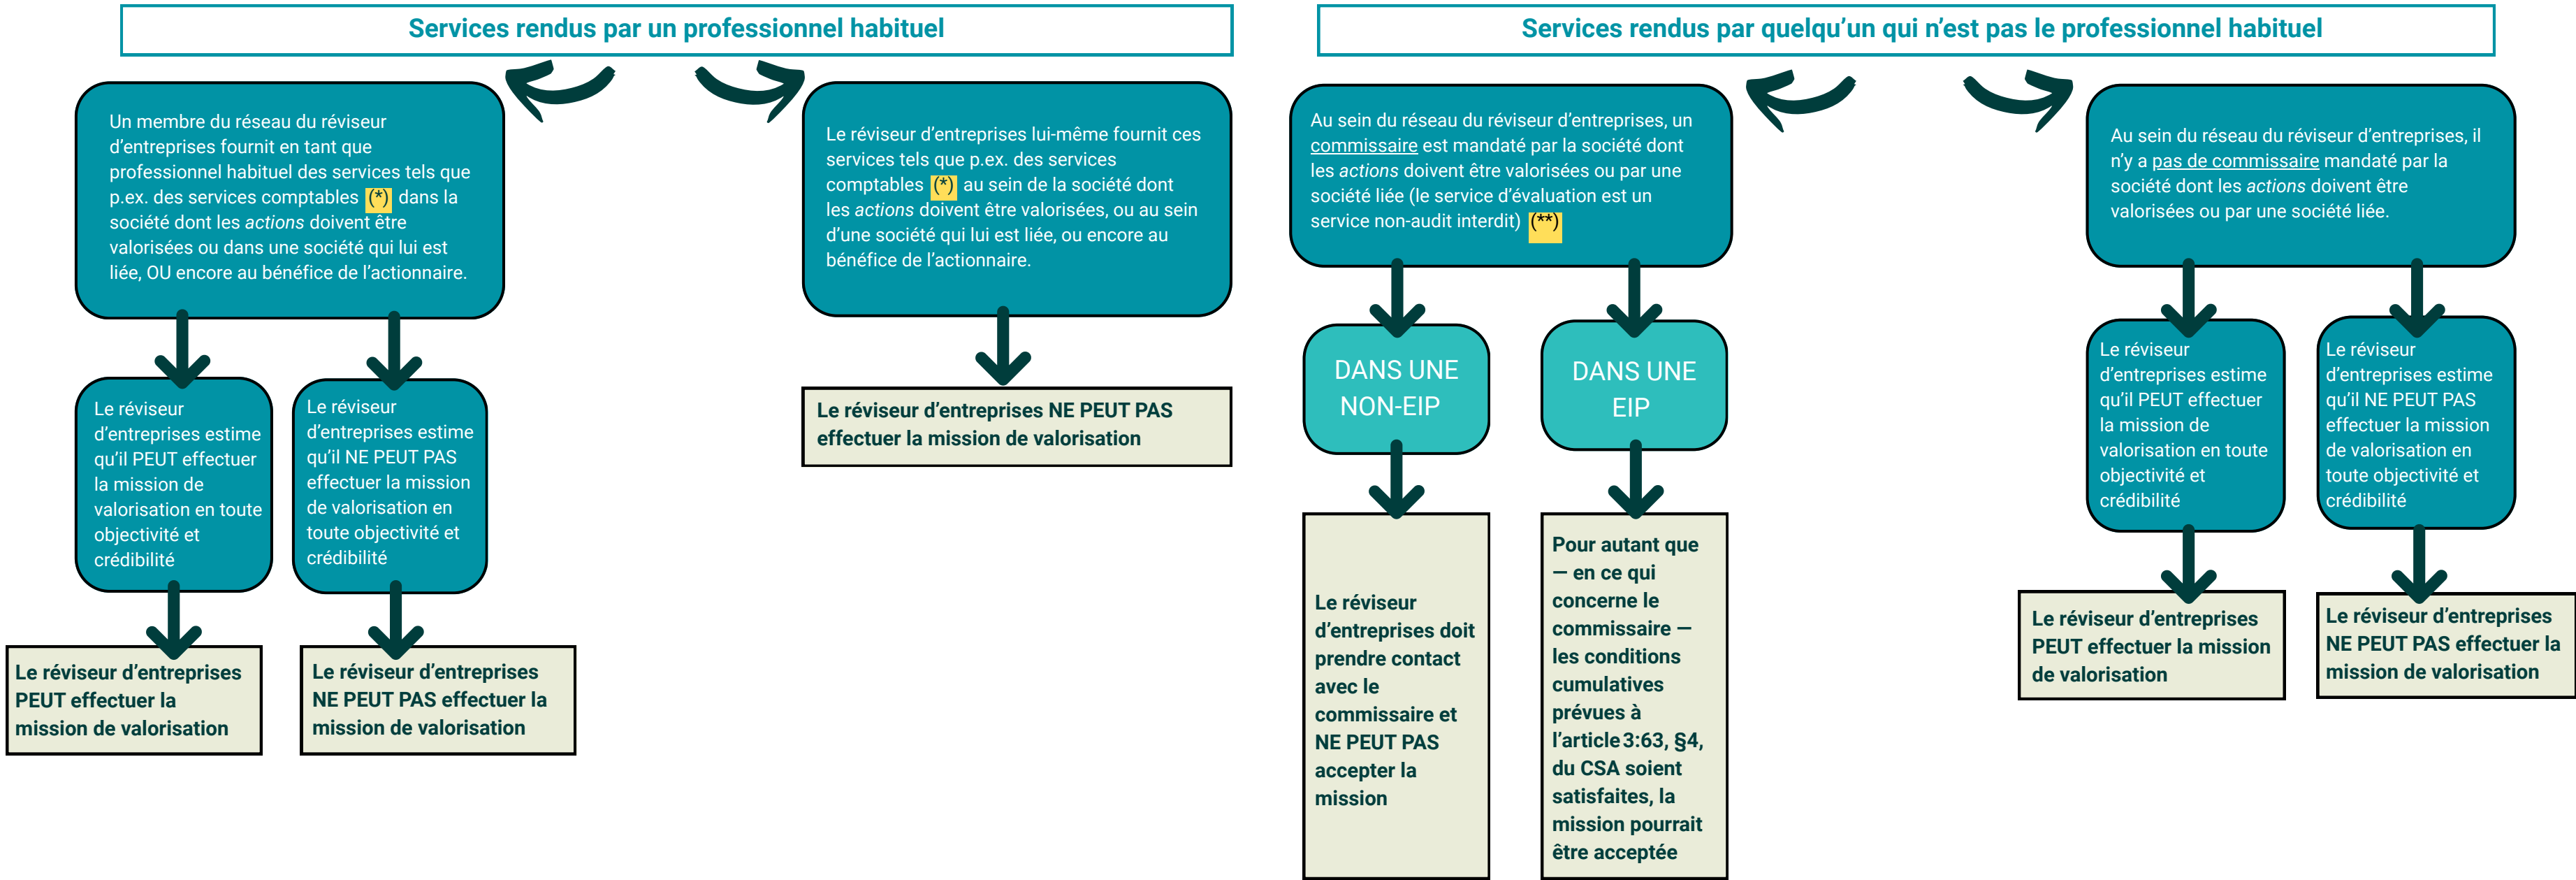 Services rendus par un professionnel habituel
Un membre du réseau du réviseur
d’entreprises fournit en tant que
professionnel habituel des services tels que
p.ex. des services comptables (*) dans la
société dont les actions doivent être
valorisées ou dans une société qui lui est
liée, OU encore au bénéfice de l’actionnaire.
Le réviseur
d’entreprises estime
qu’il PEUT effectuer
la mission de
valorisation en toute
objectivité et
crédibilité
Le réviseur d’entreprises
PEUT effectuer la
mission de valorisation
Le réviseur
d’entreprises estime
qu’il NE PEUT PAS
effectuer la mission
de valorisation en
toute objectivité et
crédibilité
Le réviseur d’entreprises
NE PEUT PAS effectuer la
mission de valorisation
Le réviseur d’entreprises lui-même fournit ces
services tels que p.ex. des services
comptables (*) au sein de la société dont
les actions doivent être valorisées, ou au sein
d’une société qui lui est liée, ou encore au
bénéfice de l’actionnaire.
Le réviseur d’entreprises NE PEUT PAS
effectuer la mission de valorisation
Services rendus par quelqu’un qui n’est pas le professionnel habituel
Au sein du réseau du réviseur d’entreprises, un
commissaire est mandaté par la société dont
les actions doivent être valorisées ou par une
société liée (le service d’évaluation est un
service non-audit interdit) (**)
DANS UNE
NON-EIP
Le réviseur
d’entreprises doit
prendre contact
avec le
commissaire et
NE PEUT PAS
accepter la
mission
DANS UNE
EIP
Pour autant que
— en ce qui
concerne le
commissaire —
les conditions
cumulatives
prévues à
l’article 3:63, §4,
du CSA soient
satisfaites, la
mission pourrait
être acceptée
Au sein du réseau du réviseur d’entreprises, il
n’y a pas de commissaire mandaté par la
société dont les actions doivent être
valorisées ou par une société liée.
Le réviseur
d’entreprises estime
qu’il PEUT effectuer
la mission de
valorisation en toute
objectivité et
crédibilité
Le réviseur d’entreprises
PEUT effectuer la mission
de valorisation
Le réviseur
d’entreprises estime
qu’il NE PEUT PAS
effectuer la mission
de valorisation en
toute objectivité et
crédibilité
Le réviseur d’entreprises
NE PEUT PAS effectuer la
mission de valorisation